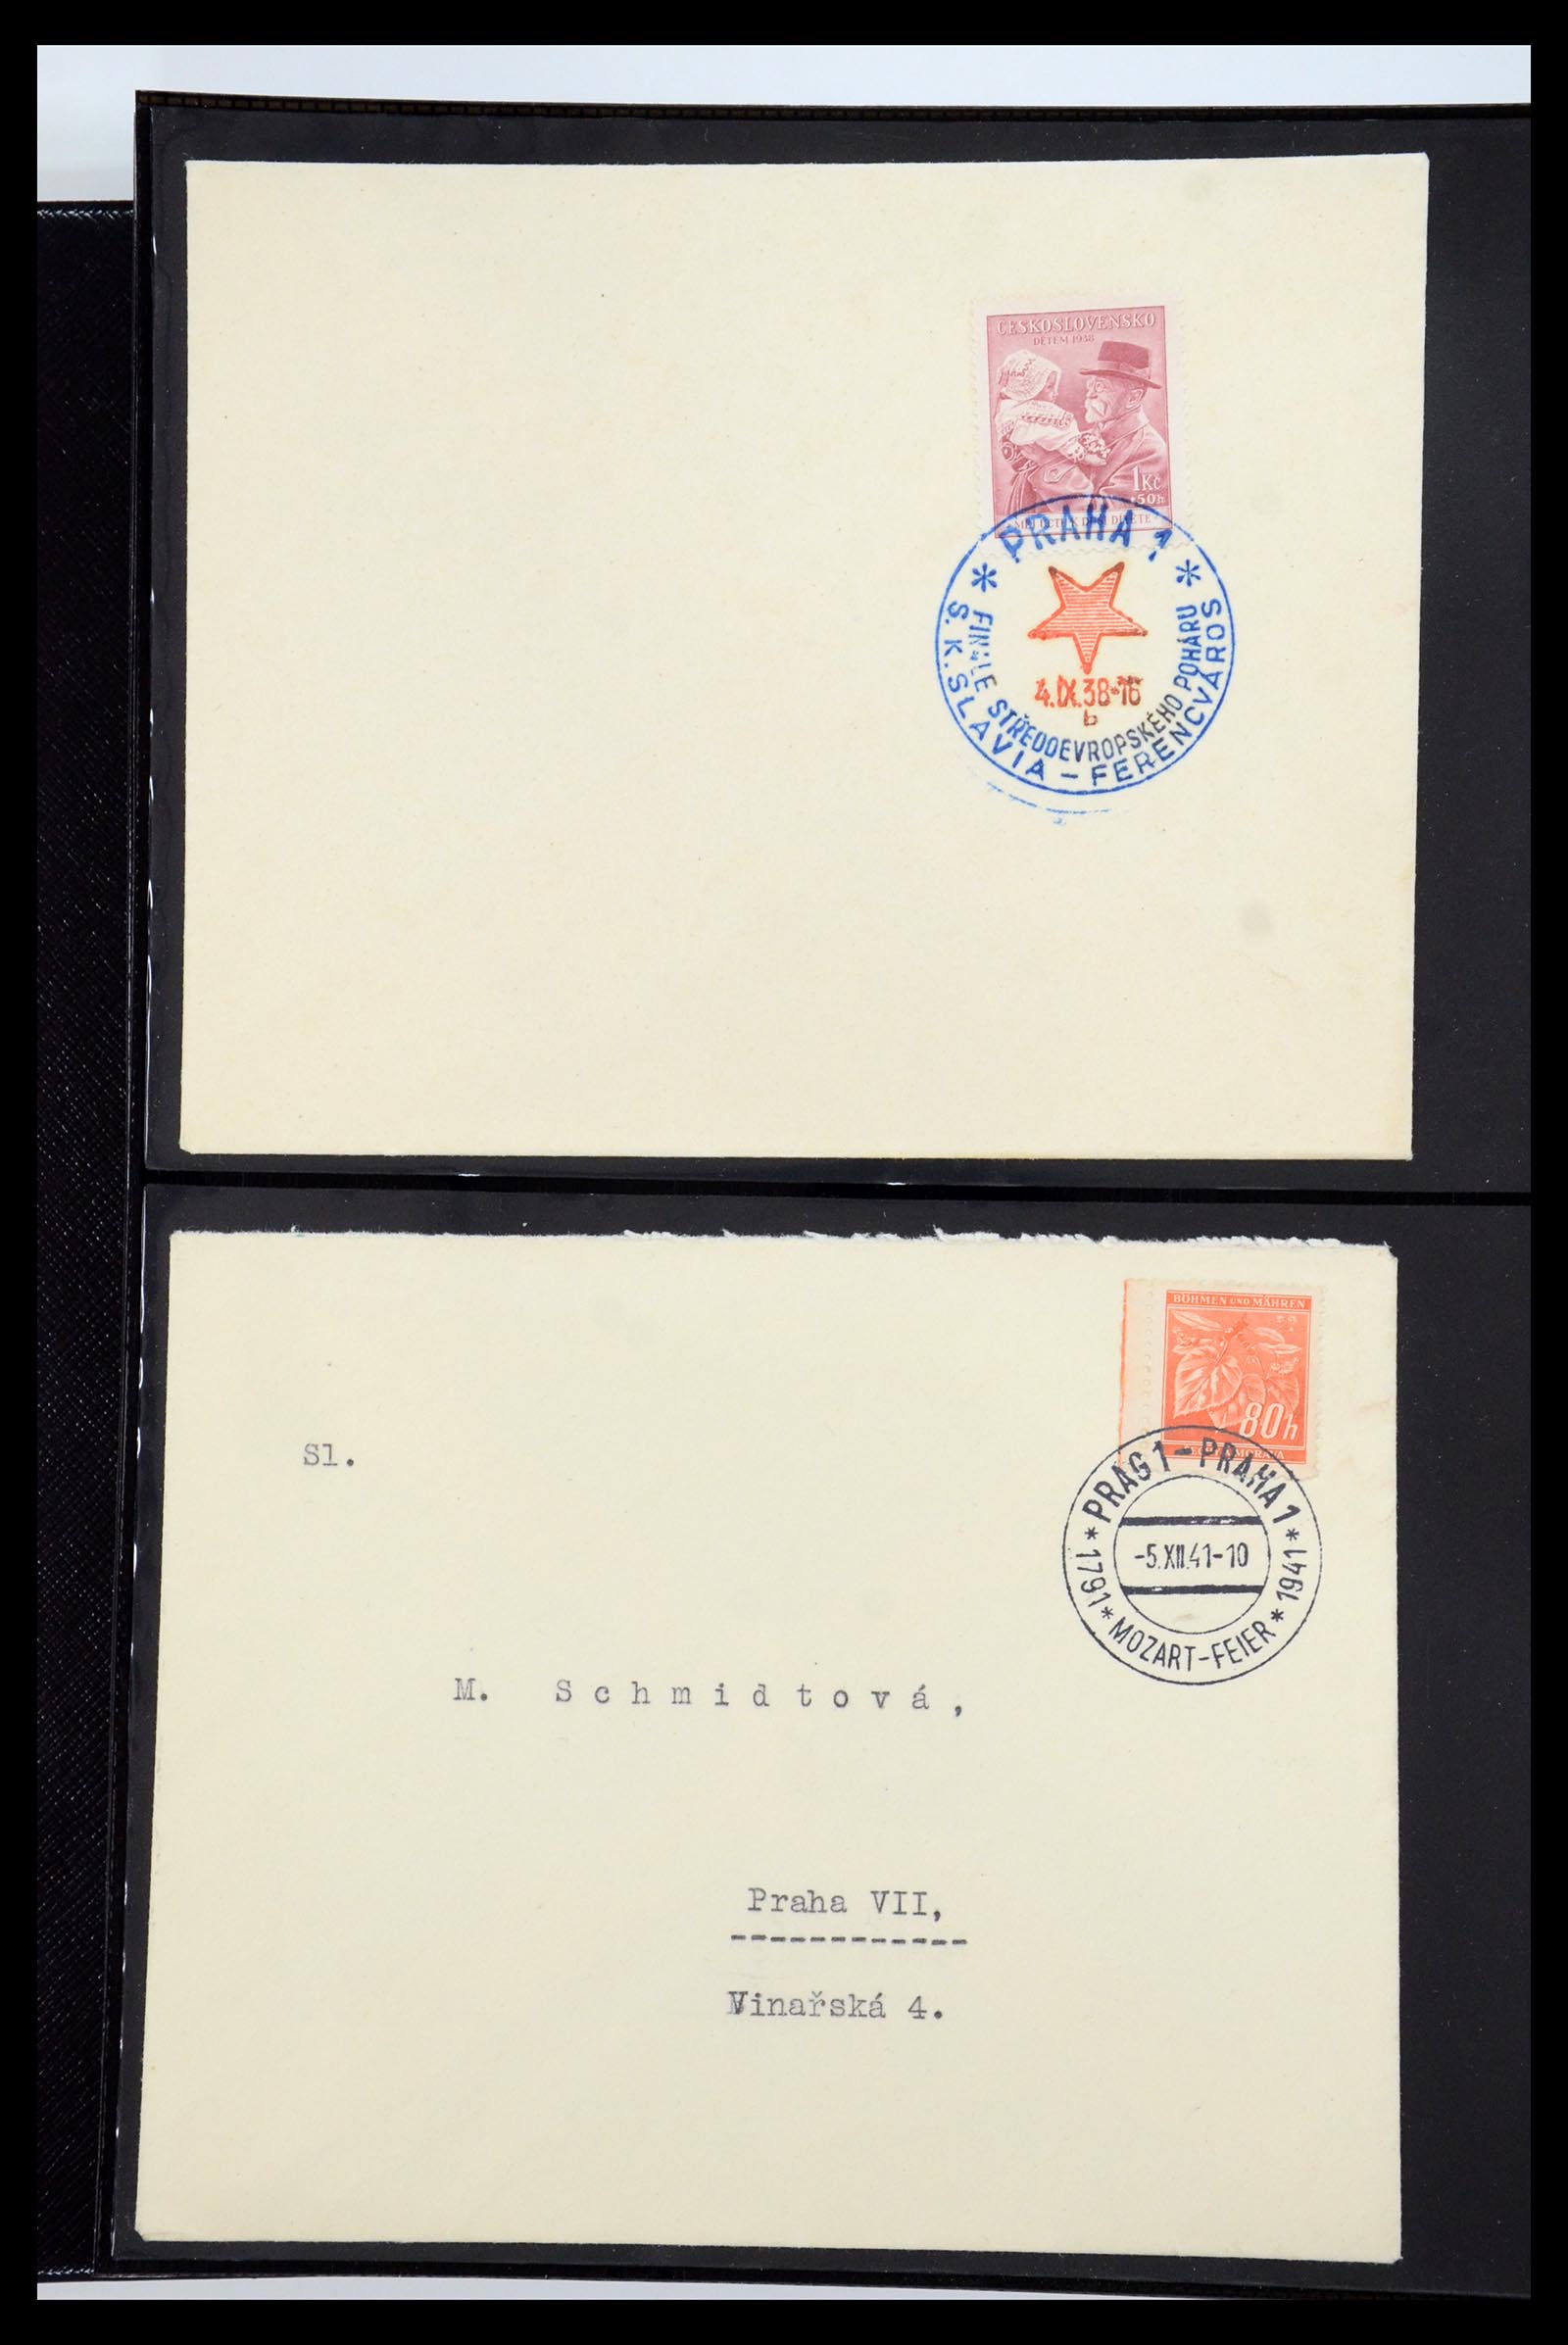 ČESKOSLOVENSKO
DĚTEM 1938
1Kč
+50h
PRAHA 1
4.IX.38-16
b
FINALE STŘEDOEVROPSKÉHO POHÁRU
S.K.SLAVIA - FERENCVÁROS
BÖHMEN UND MÄHREN
80h
PRAG 1 - PRAHA 1
-5.XII.41-10
*1791* MOZART-FEIER *1941*
Sl.
M. Schmidtová,
Praha VII,
Vinařská 4.